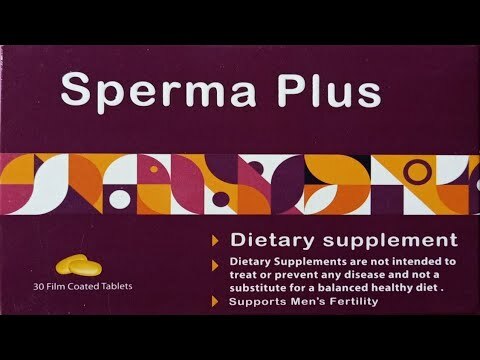 Sperma Plus
Dietary supplement
Dietary Supplements are not intended to
treat or prevent any disease and not a
substitute for a balanced healthy diet .
Supports Men's Fertility
30 Film Coated Tablets